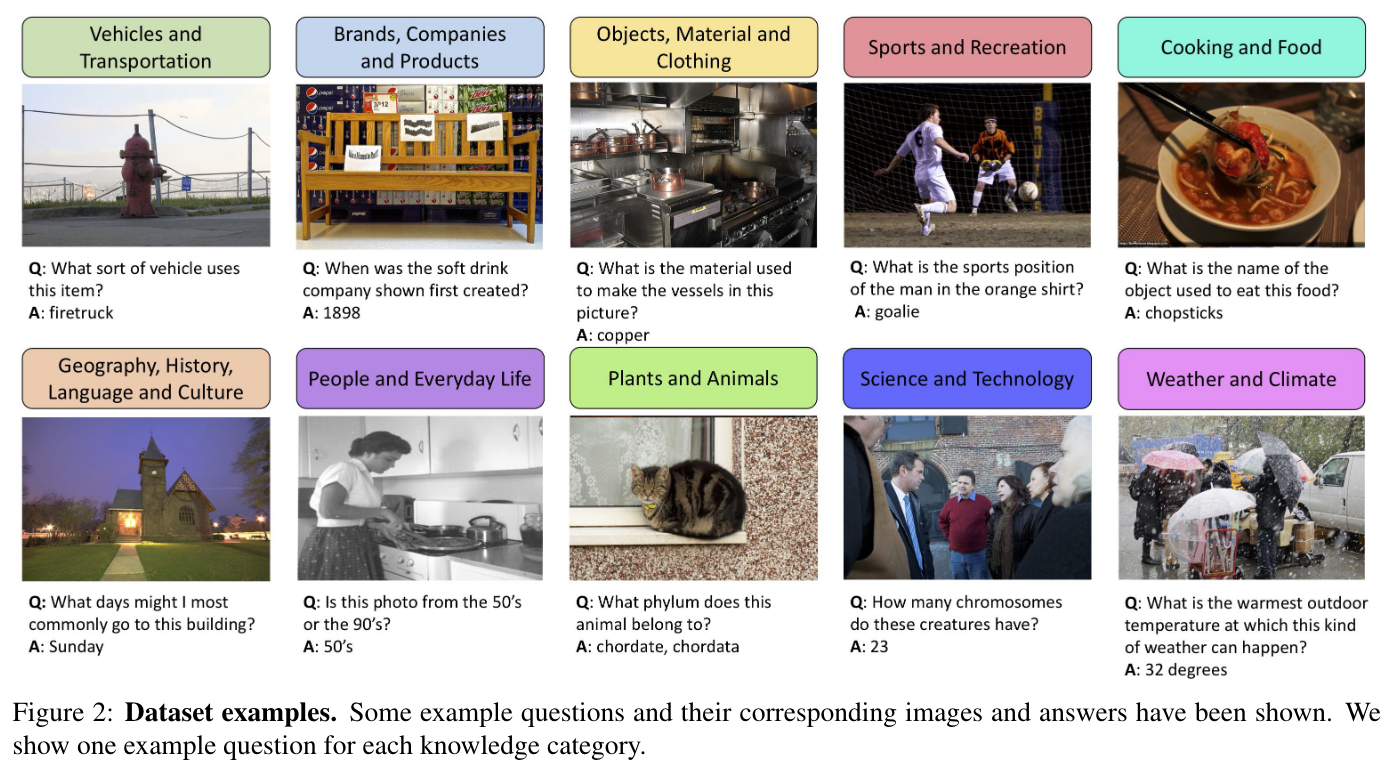 Vehicles and
Transportation
Brands, Companies
and Products
Objects, Material and
Clothing
Sports and Recreation
Cooking and Food
pepsi
Q: What sort of vehicle uses
this item?
A: firetruck
Q: When was the soft drink
company shown first created?
A: 1898
Q: What is the material used
to make the vessels in this
picture?
A: copper
Q: What is the sports position
of the man in the orange shirt?
A: goalie
Q: What is the name of the
object used to eat this food?
A: chopsticks
Geography, History,
Language and Culture
People and Everyday Life
Plants and Animals
Science and Technology
Weather and Climate
Q: What days might I most
commonly go to this building?
A: Sunday
Q: Is this photo from the 50’s
or the 90’s?
A: 50’s
Q: What phylum does this
animal belong to?
A: chordate, chordata
Q: How many chromosomes
do these creatures have?
A: 23
Q: What is the warmest outdoor
temperature at which this kind
of weather can happen?
A: 32 degrees
Figure 2: Dataset examples. Some example questions and their corresponding images and answers have been shown. We
show one example question for each knowledge category.